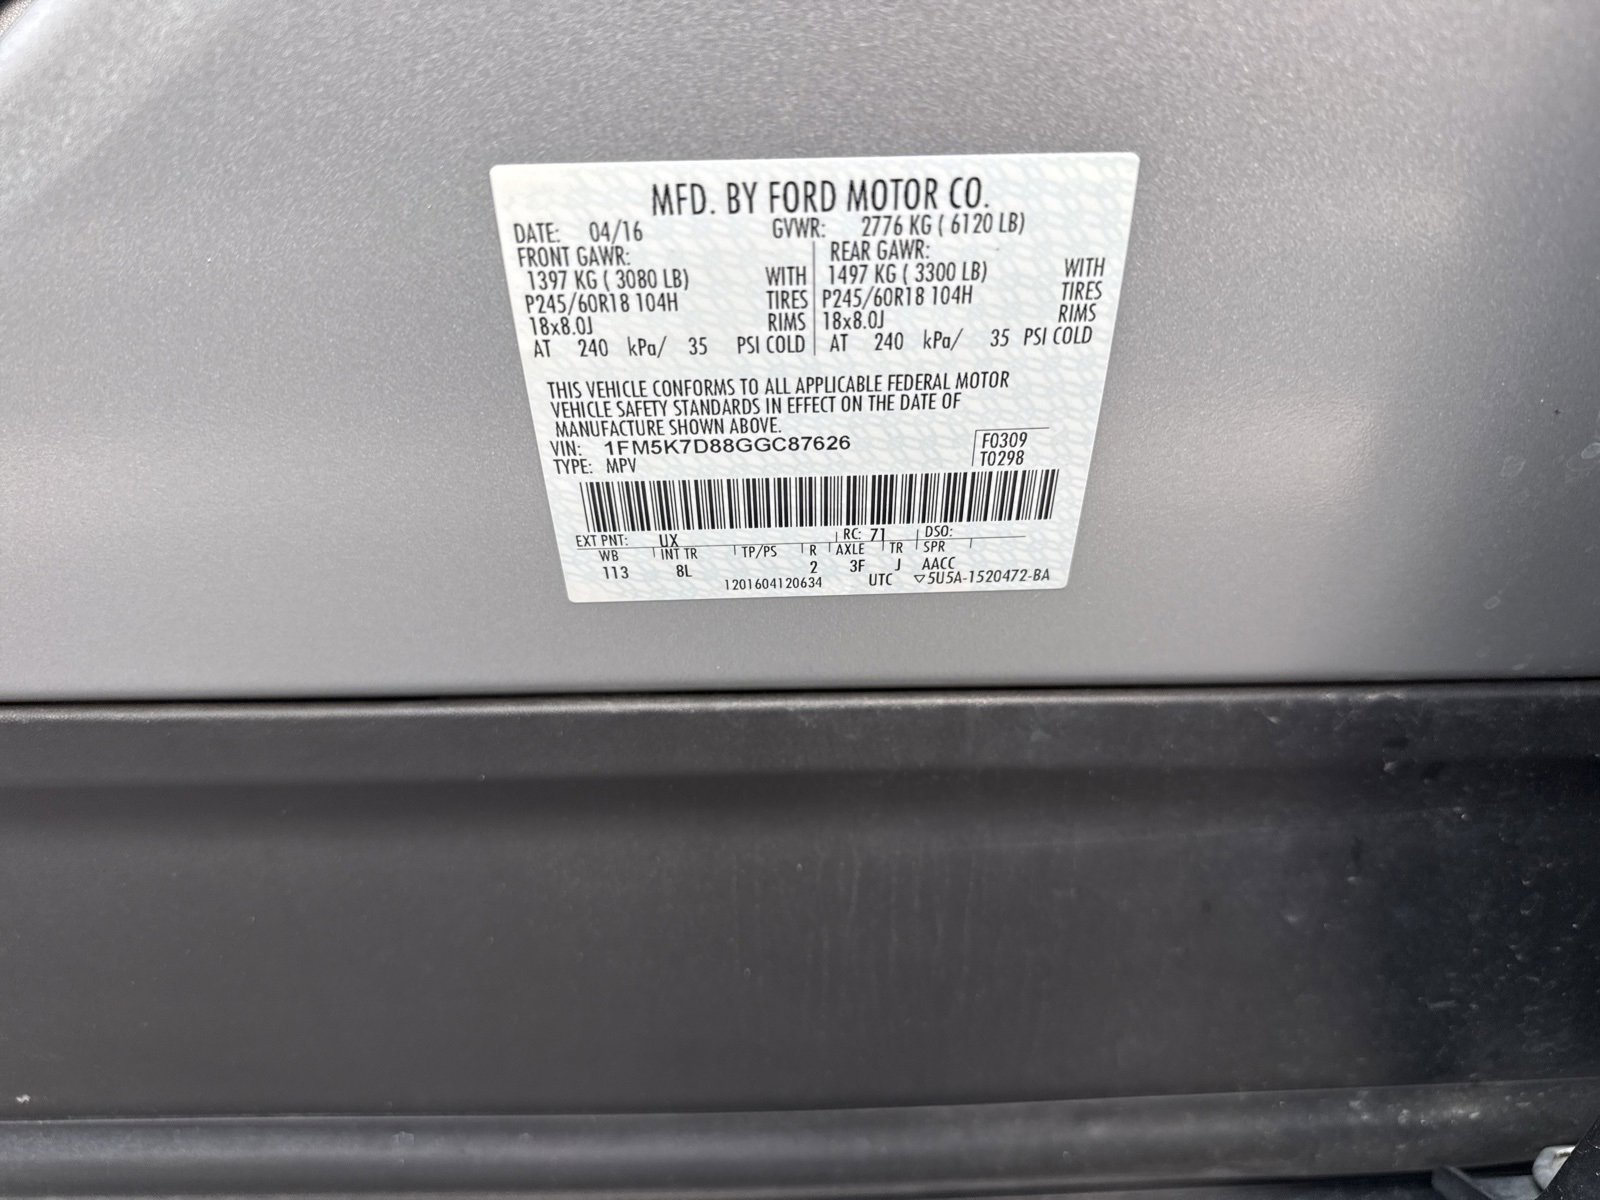 MFD. BY FORD MOTOR CO.
DATE: 04/16 GVWR: 2776 KG ( 6120 LB)
FRONT GAWR: REAR GAWR:
1397 KG ( 3080 LB) WITH 1497 KG ( 3300 LB) WITH
P245/60R18 104H TIRES P245/60R18 104H TIRES
18x8.0J RIMS 18x8.0J RIMS
AT 240 kPa/ 35 PSI COLD AT 240 kPa/ 35 PSI COLD
THIS VEHICLE CONFORMS TO ALL APPLICABLE FEDERAL MOTOR
VEHICLE SAFETY STANDARDS IN EFFECT ON THE DATE OF
MANUFACTURE SHOWN ABOVE.
VIN: 1FM5K7D88GGC87626 F0309
TYPE: MPV T0298
EXT PNT: UX RC: 71 DSO:
WB INT TR TP/PS R AXLE TR SPR
113 8L 2 3F J AACC
1201604120634 UTC ▽5U5A-1520472-BA